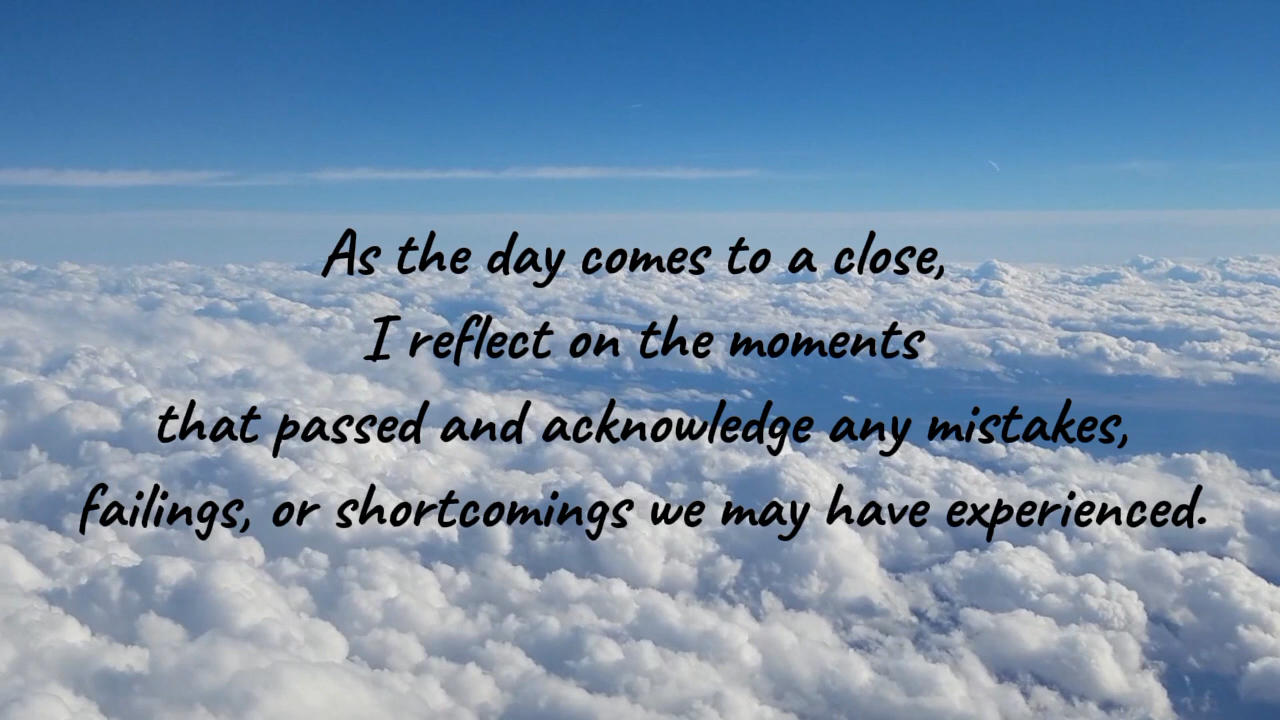 As the day comes to a close,
I reflect on the moments
that passed and acknowledge any mistakes,
failings, or shortcomings we may have experienced.